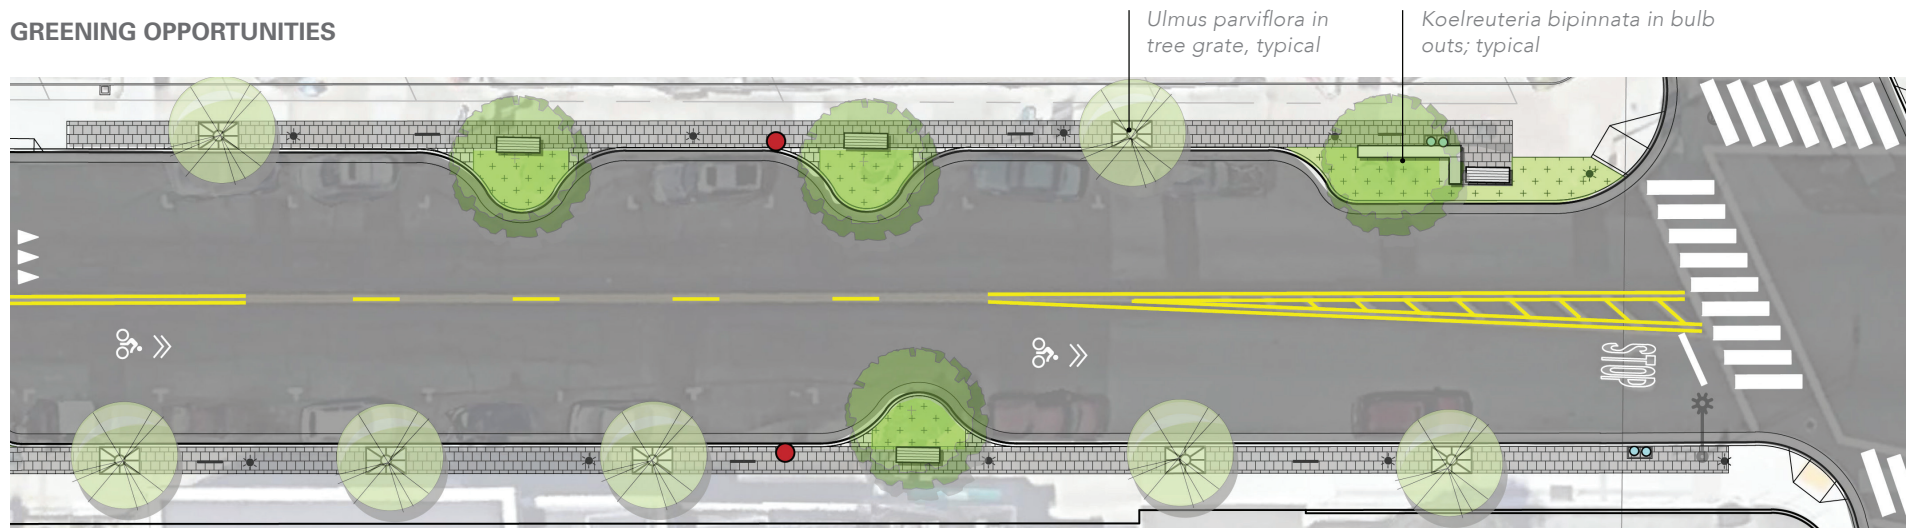 GREENING OPPORTUNITIES
Ulmus parviflora in
tree grate, typical
Koelreuteria bipinnata in bulb
outs; typical
STOP